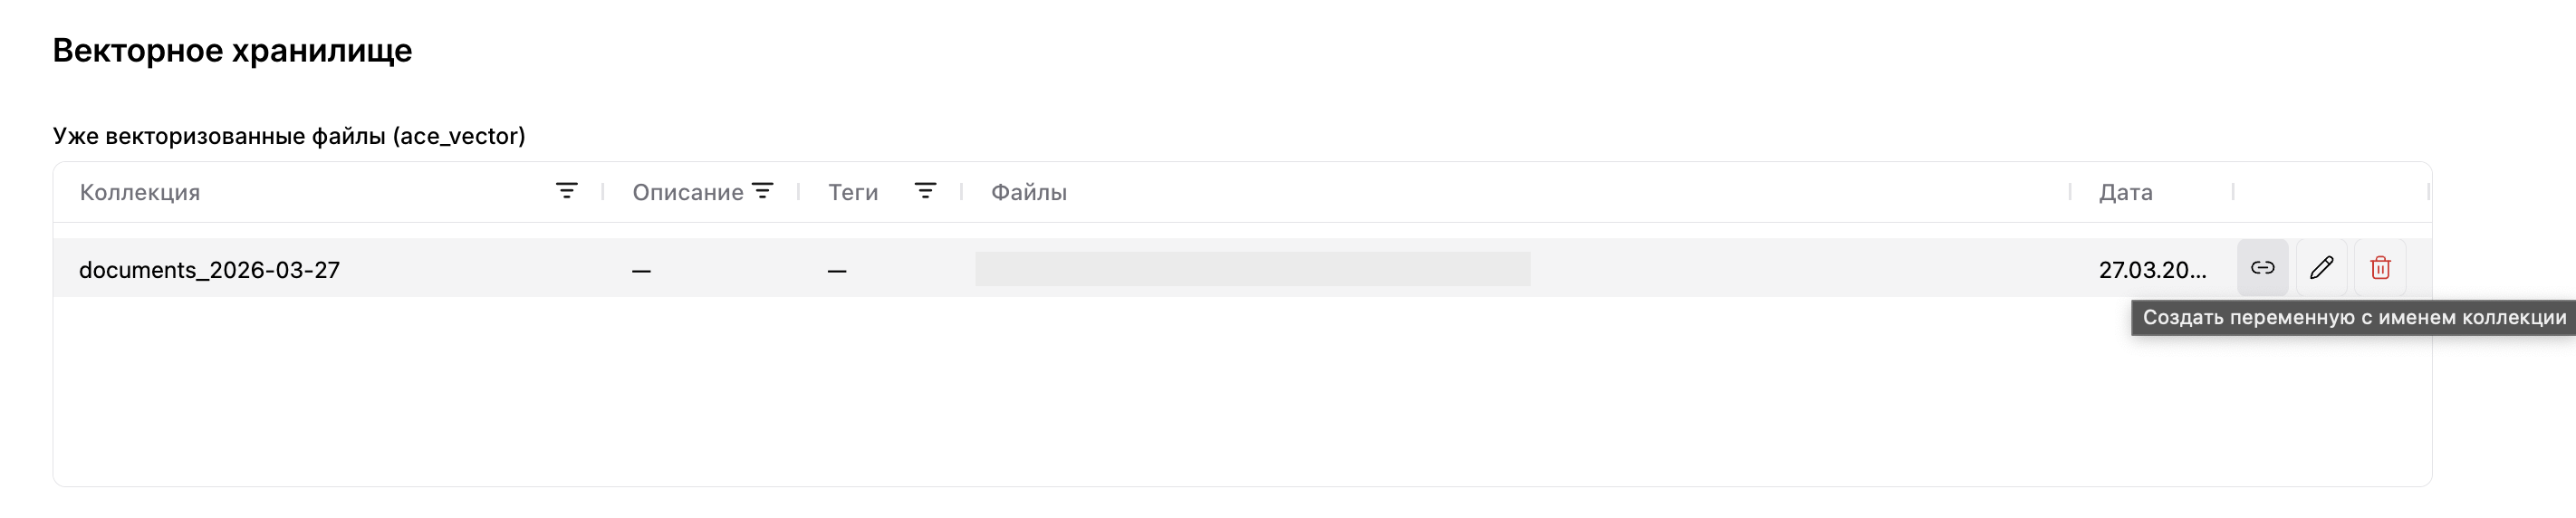 Векторное хранилище
Уже векторизованные файлы (ace_vector)
Коллекция Описание Теги Файлы Дата
documents_2026-03-27 — — 27.03.20...
Создать переменную с именем коллекции